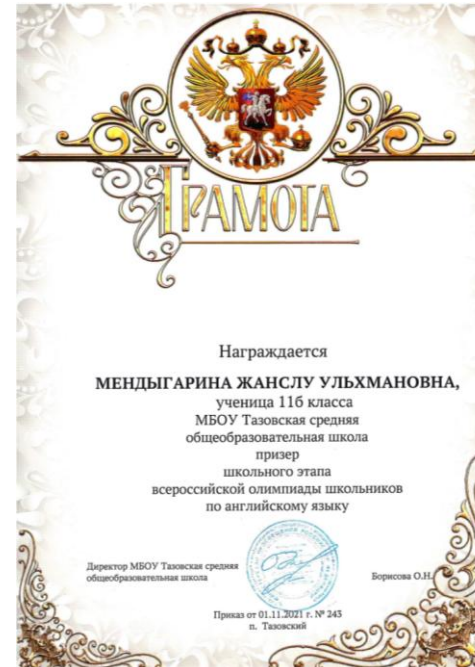 ГРАМОТА
Награждается
МЕНДЫГАРИНА ЖАНСЛУ УЛЬХМАНОВНА,
ученица 11б класса
МБОУ Тазовская средняя
общеобразовательная школа
призер
школьного этапа
всероссийской олимпиады школьников
по английскому языку
Директор МБОУ Тазовская средняя
общеобразовательная школа
Борисова О.Н.
Приказ от 01.11.2021 г. № 243
п. Тазовский